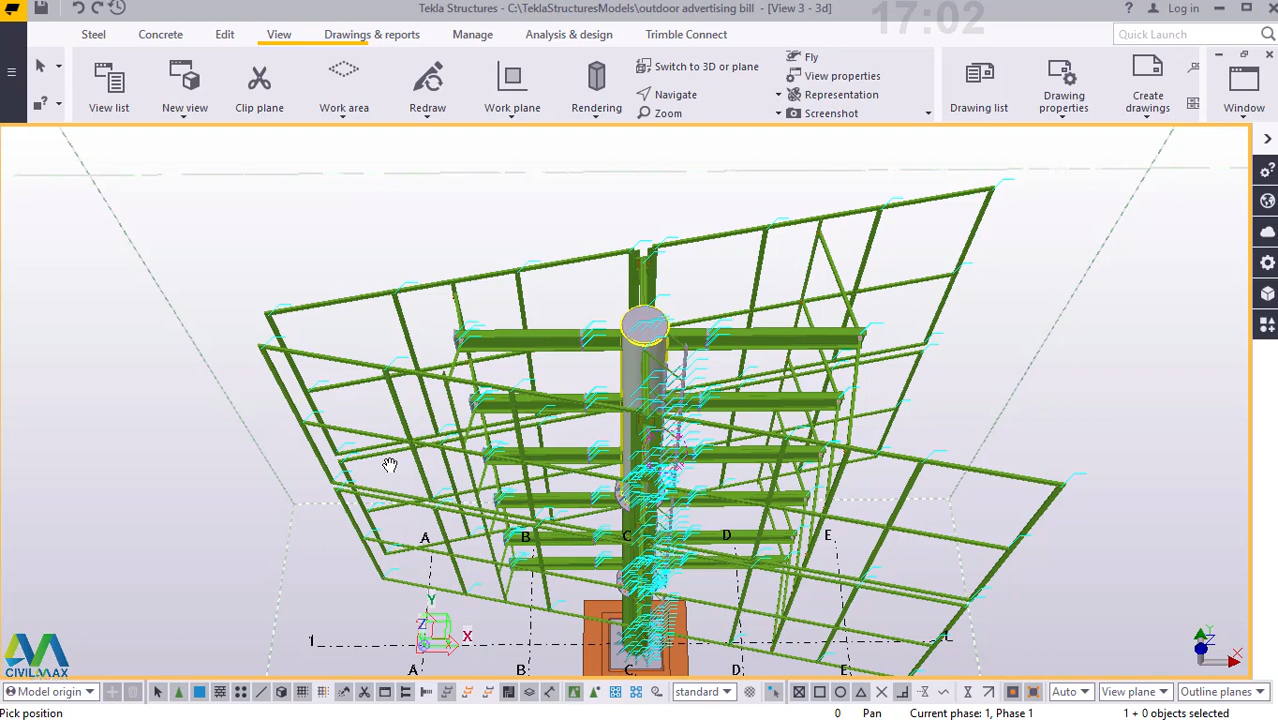 Tekla Structures - C:\TeklaStructuresModels\outdoor advertising bill - [View 3 - 3d]
17:02
Log in
Steel Concrete Edit View Drawings & reports Manage Analysis & design Trimble Connect
Quick Launch
View list
New view
Clip plane
Work area
Redraw
Work plane
Rendering
Switch to 3D or plane
Navigate
Zoom
Fly
View properties
Representation
Screenshot
Drawing list
Drawing properties
Create drawings
Window
A B C D E
1
Y
Z
X
A B C D E
Y
Z
X
CIVILMAX
Model origin
standard
Auto
View plane
Outline planes
Pick position
0 Pan Current phase: 1, Phase 1 1 + 0 objects selected